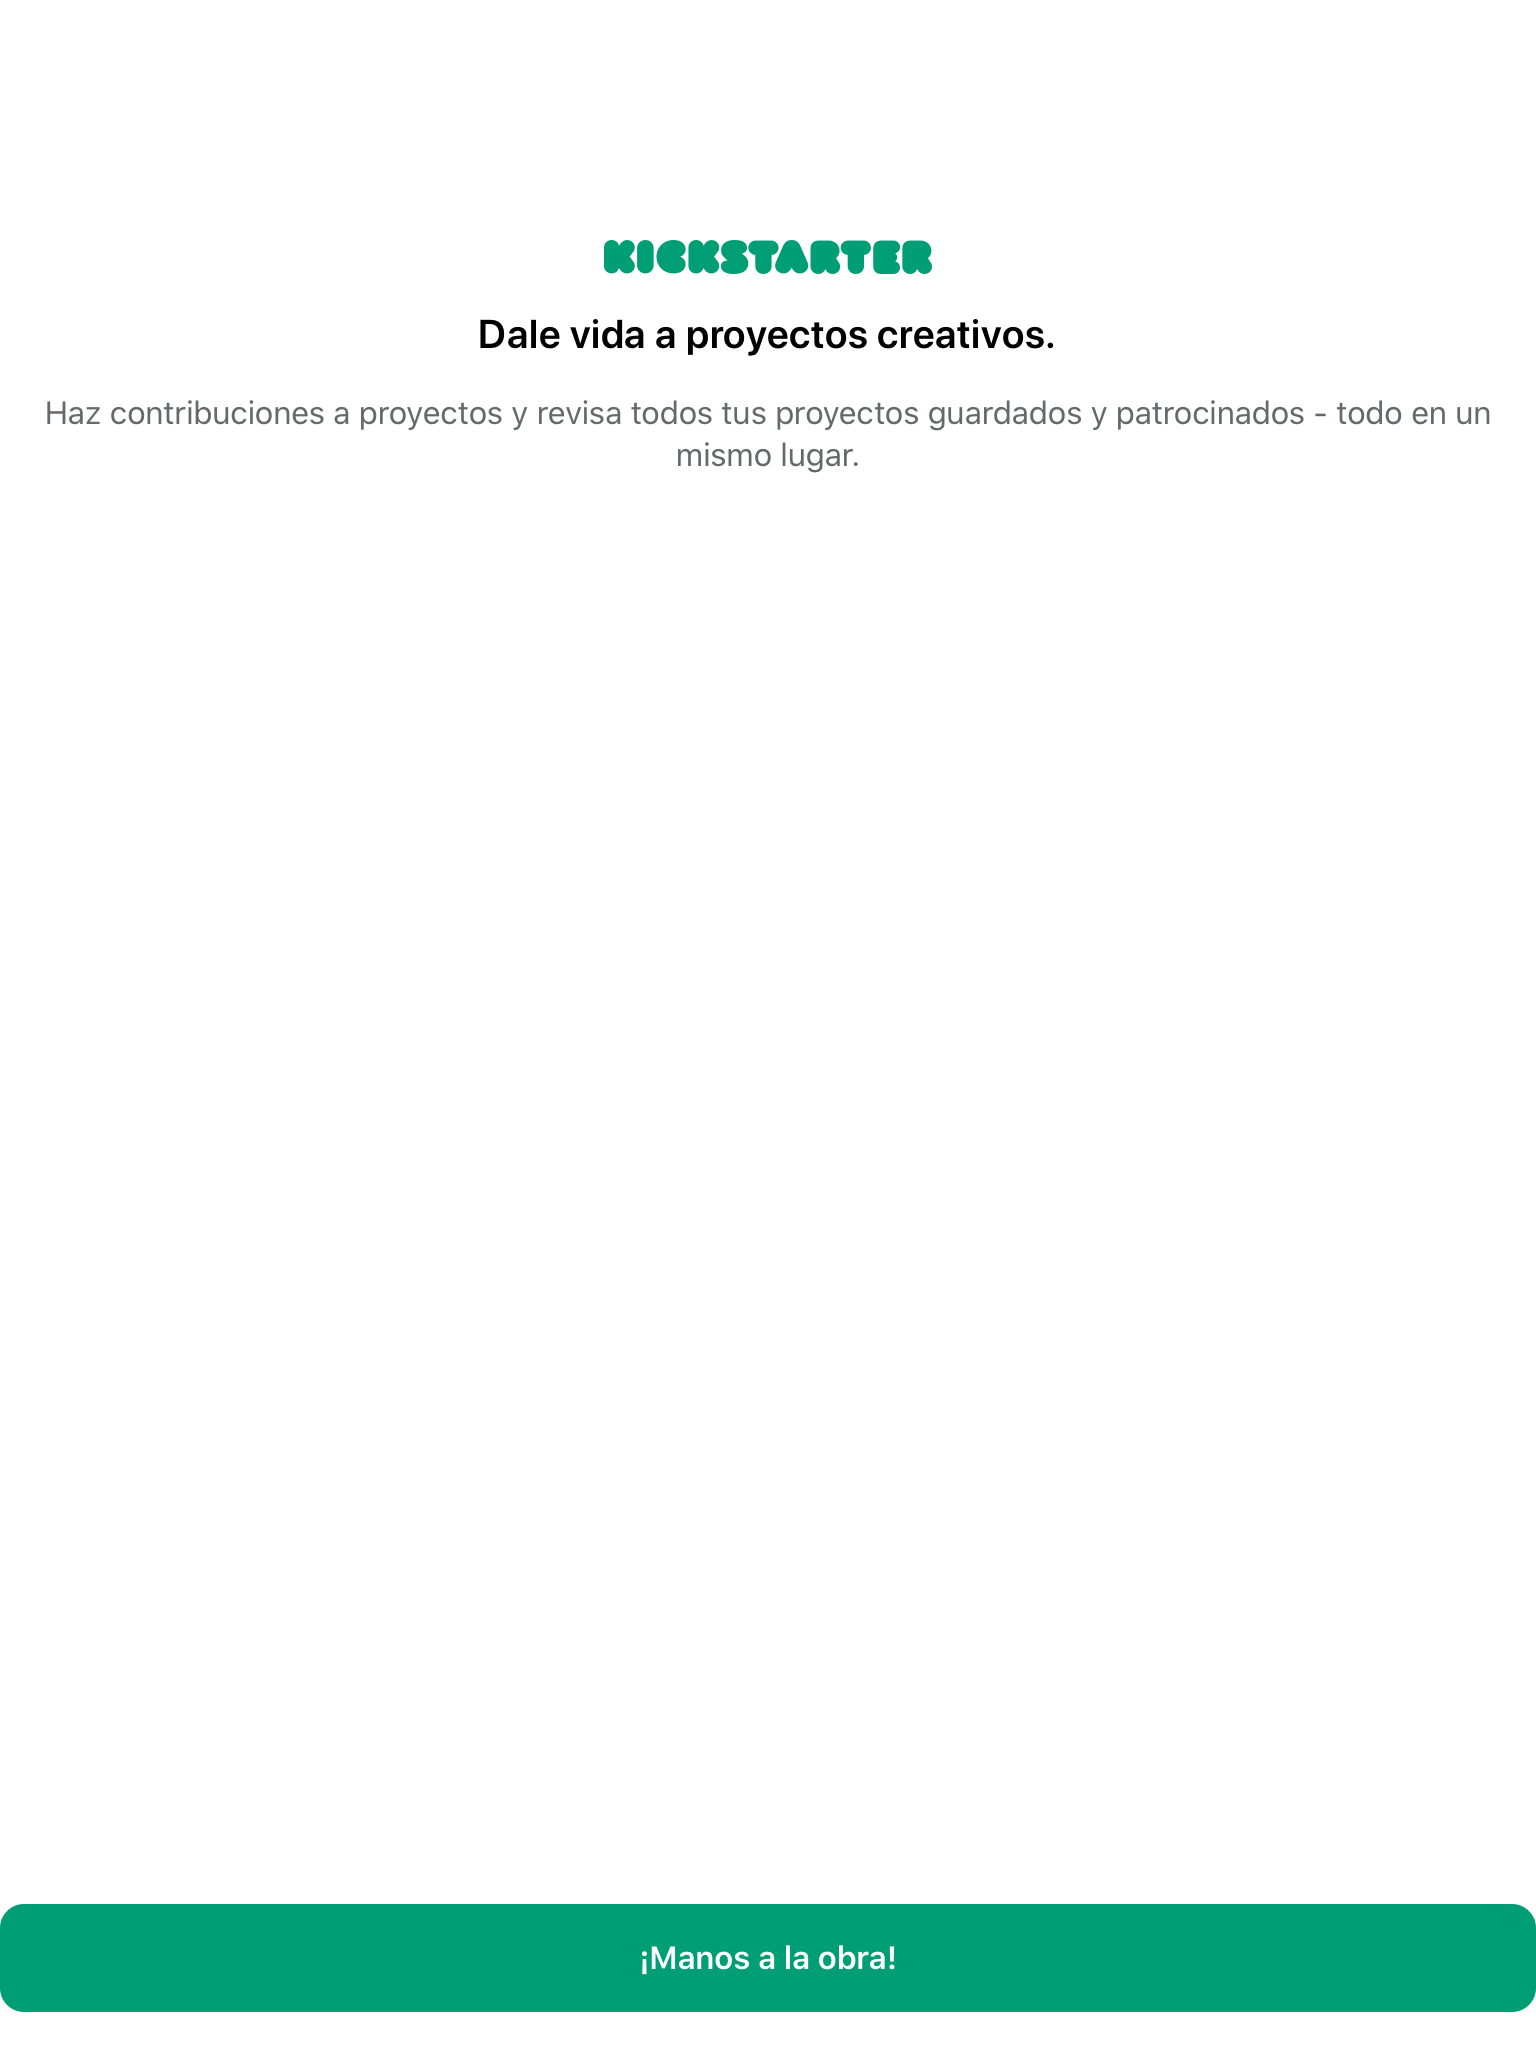 KICKSTARTER
Dale vida a proyectos creativos.
Haz contribuciones a proyectos y revisa todos tus proyectos guardados y patrocinados - todo en un
mismo lugar.
¡Manos a la obra!